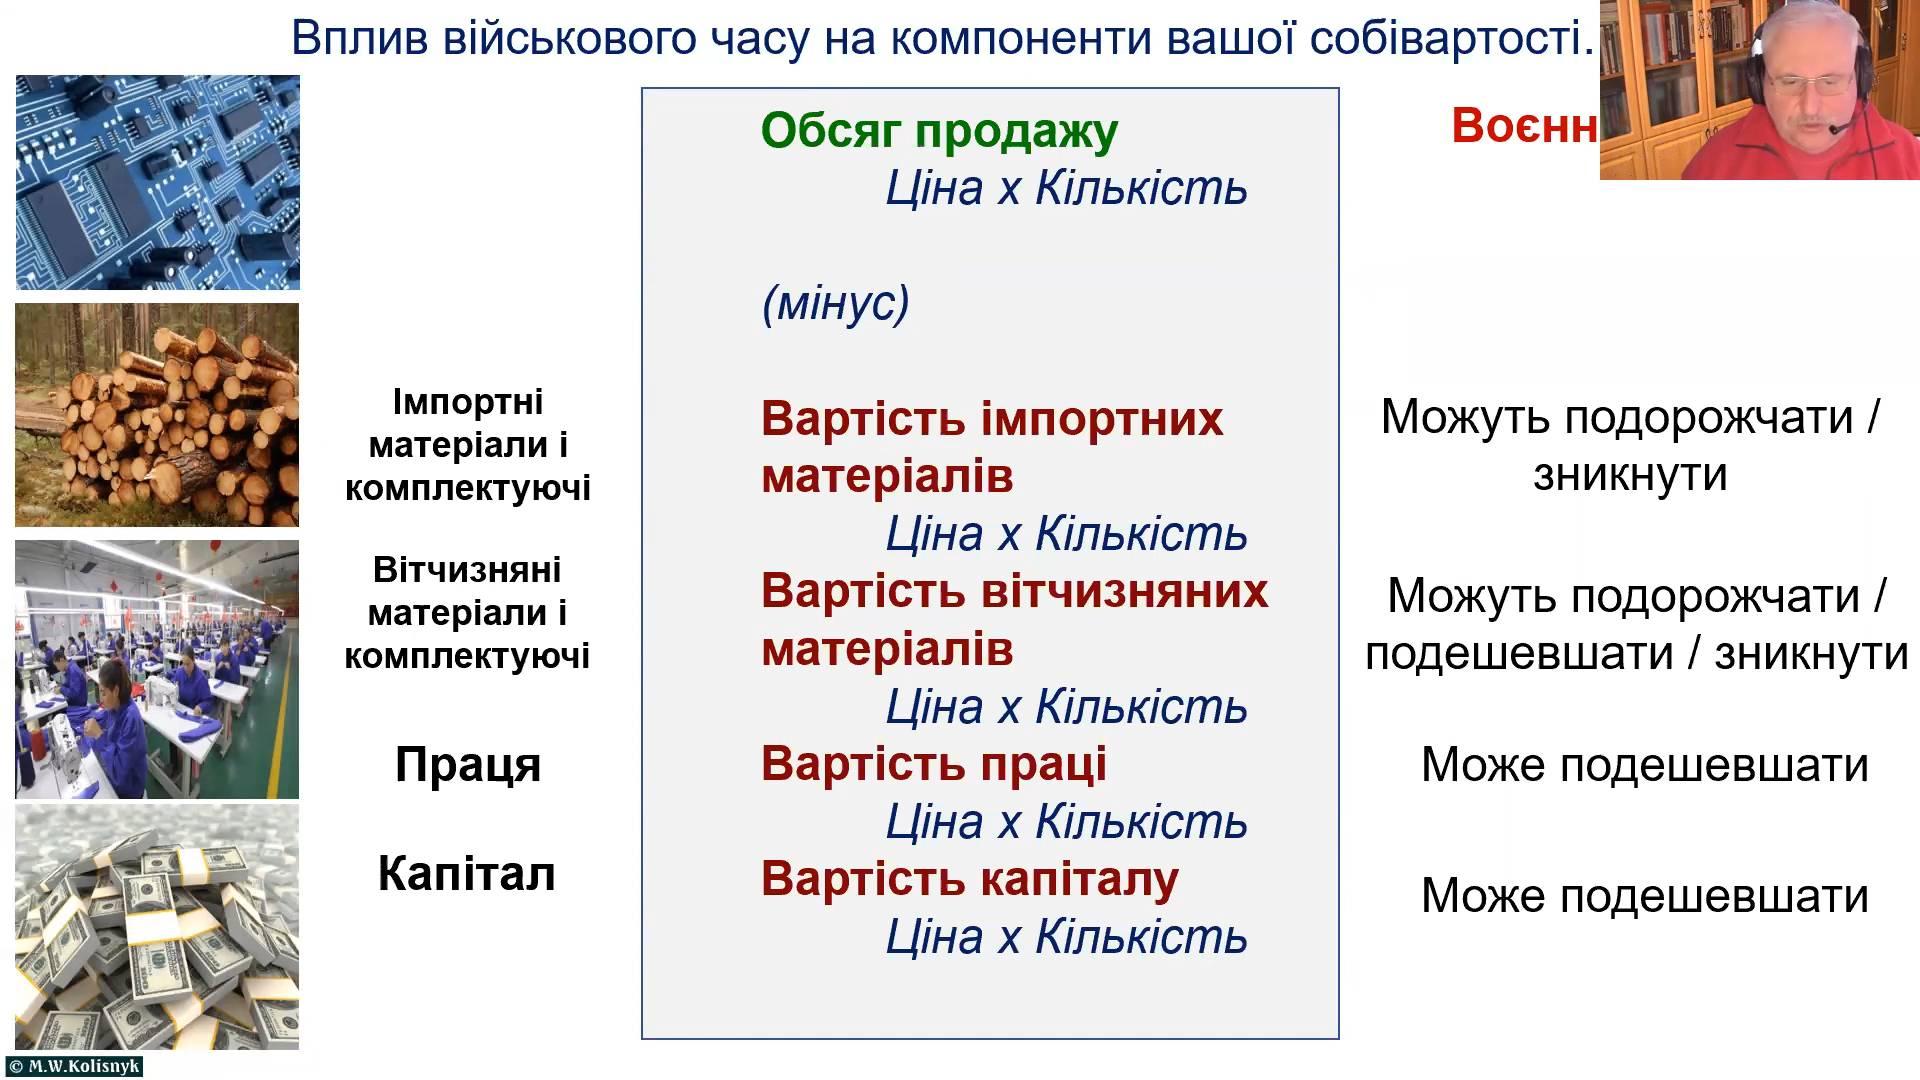 Вплив військового часу на компоненти вашої собівартості.
Обсяг продажу
Ціна х Кількість
(мінус)
Вартість імпортних
матеріалів
Ціна х Кількість
Вартість вітчизняних
матеріалів
Ціна х Кількість
Вартість праці
Ціна х Кількість
Вартість капіталу
Ціна х Кількість
Імпортні
матеріали і
комплектуючі
Вітчизняні
матеріали і
комплектуючі
Праця
Капітал
Можуть подорожчати /
зникнути
Можуть подорожчати /
подешевшати / зникнути
Може подешевшати
Може подешевшати
© M.W.Kolisnyk